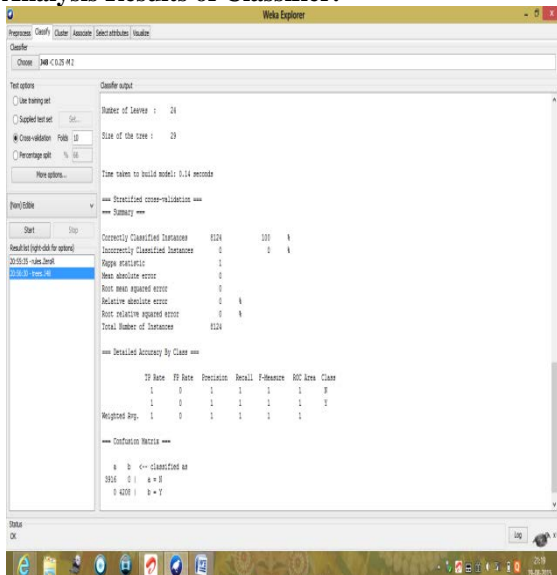 Analysis Results of Classifier:
Weka Explorer
Preprocess Classify Cluster Associate Select attributes Visualize
Classifier
Choose J48 -C 0.25 -M 2
Test options
Use training set
Supplied test set Set...
Cross-validation Folds 10
Percentage split % 66
More options...
(Nom) Edible
Start Stop
Result list (right-click for options)
20:55:35 - rules.ZeroR
20:56:30 - trees.J48
Classifier output
Number of Leaves : 24
Size of the tree : 29
Time taken to build model: 0.14 seconds
=== Stratified cross-validation ===
=== Summary ===
Correctly Classified Instances 8124 100 %
Incorrectly Classified Instances 0 0 %
Kappa statistic 1
Mean absolute error 0
Root mean squared error 0
Relative absolute error 0 %
Root relative squared error 0 %
Total Number of Instances 8124
=== Detailed Accuracy By Class ===
TP Rate FP Rate Precision Recall F-Measure ROC Area Class
1 0 1 1 1 1 N
1 0 1 1 1 1 Y
Weighted Avg. 1 0 1 1 1 1
=== Confusion Matrix ===
a b <-- classified as
3916 0 | a = N
0 4208 | b = Y
Status
OK
Log
x 0
21:19